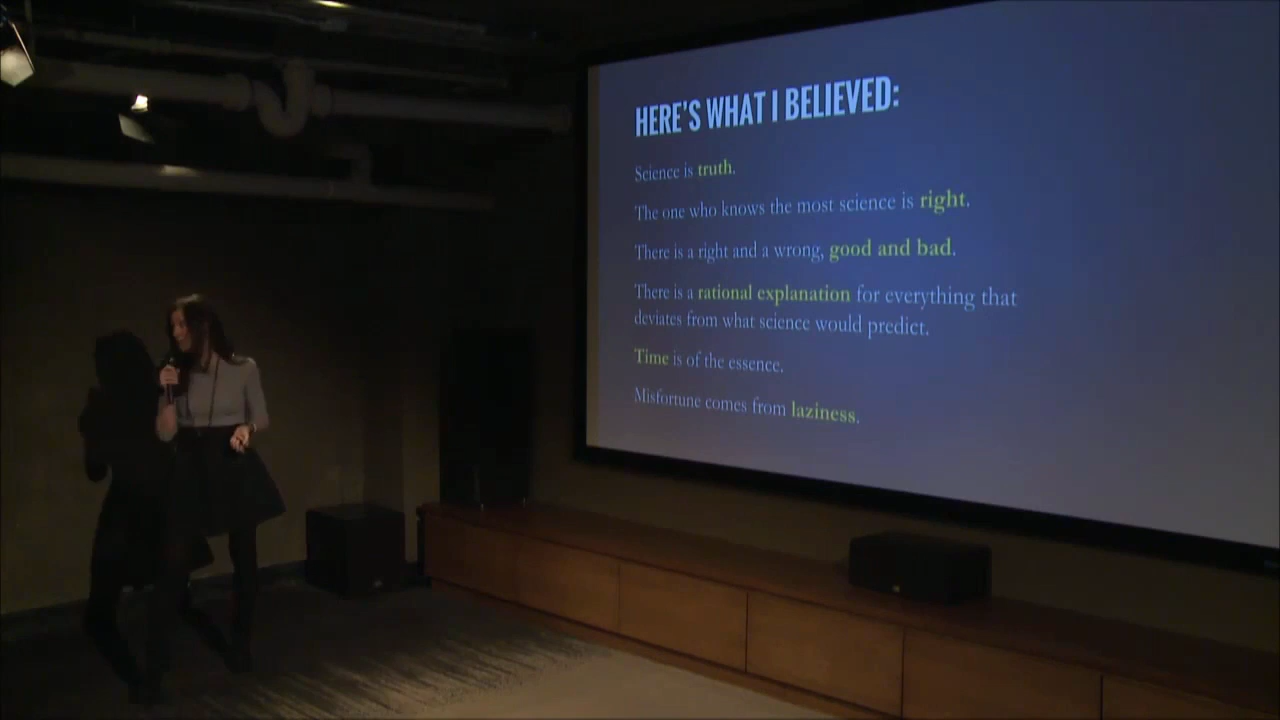 HERE'S WHAT I BELIEVED:
Science is truth.
The one who knows the most science is right.
There is a right and a wrong, good and bad.
There is a rational explanation for everything that
deviates from what science would predict.
Time is of the essence.
Misfortune comes from laziness.